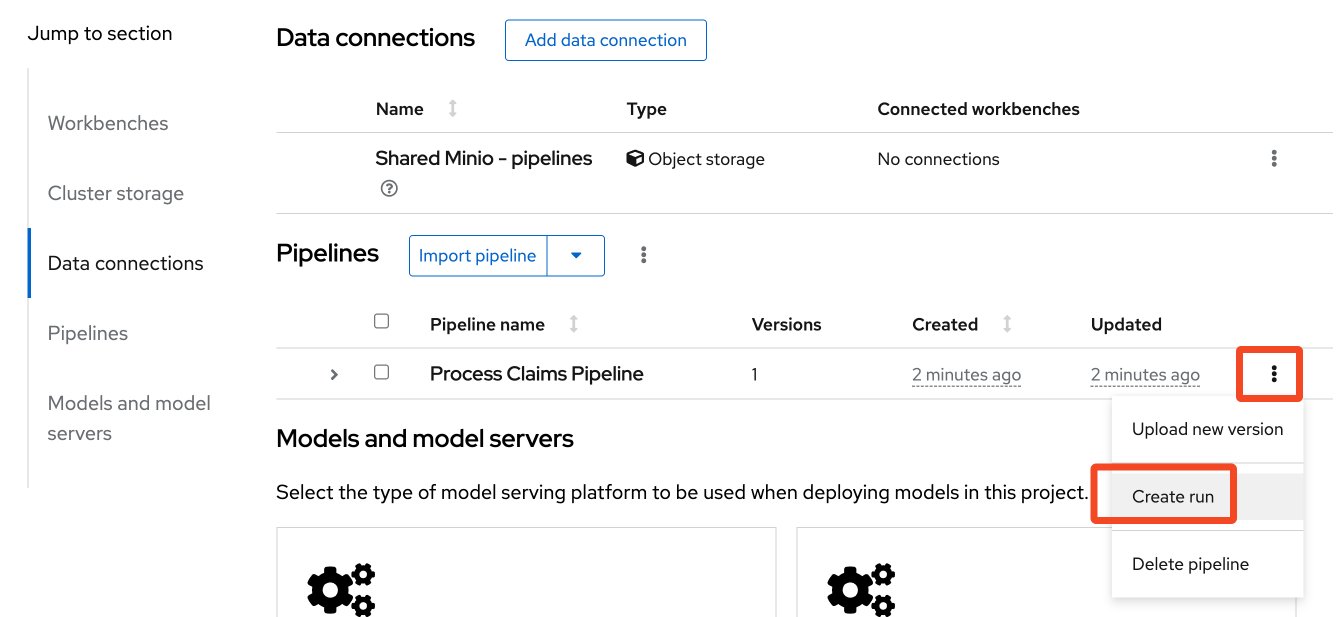 Jump to section
Workbenches
Cluster storage
Data connections
Pipelines
Models and model
servers
Data connections
Add data connection
Name Type Connected workbenches
Shared Minio - pipelines Object storage No connections
Pipelines
Import pipeline
Pipeline name Versions Created Updated
Process Claims Pipeline 1 2 minutes ago 2 minutes ago
Upload new version
Create run
Delete pipeline
Models and model servers
Select the type of model serving platform to be used when deploying models in this project.